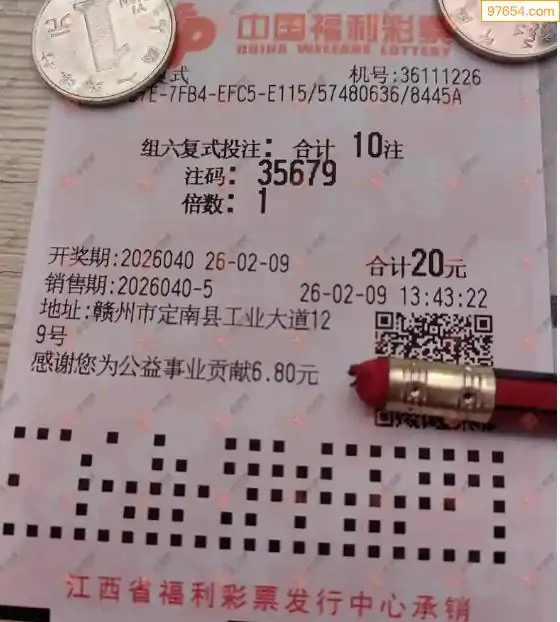 97654.com
中国福利彩票
CHINA WELFARE LOTTERY
复式 机号:36111226
7E-7FB4-EFC5-E115/57480636/8445A
组六复式投注: 合计 10注
注码: 35679
倍数: 1
开奖期:2026040 26-02-09 合计20元
销售期:2026040-5 26-02-09 13:43:22
地址:赣州市定南县工业大道12
9号
感谢您为公益事业贡献6.80元
江西省福利彩票发行中心承销